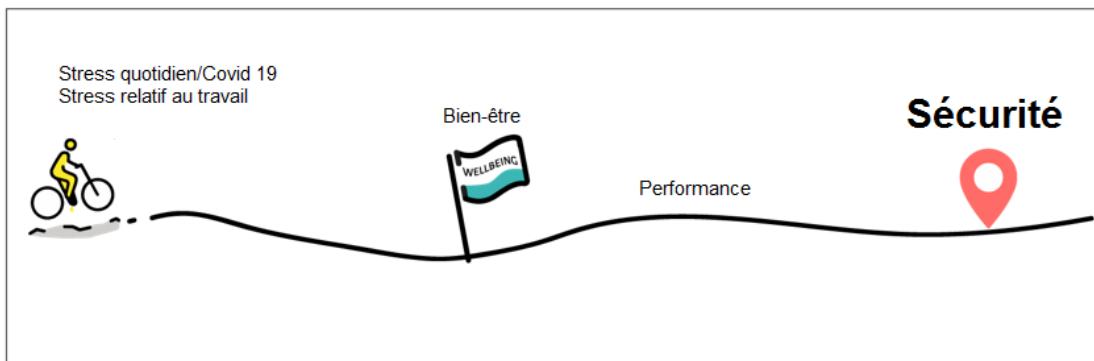 Stress quotidien/Covid 19
Stress relatif au travail
Bien-être
WELLBEING
Performance
Sécurité